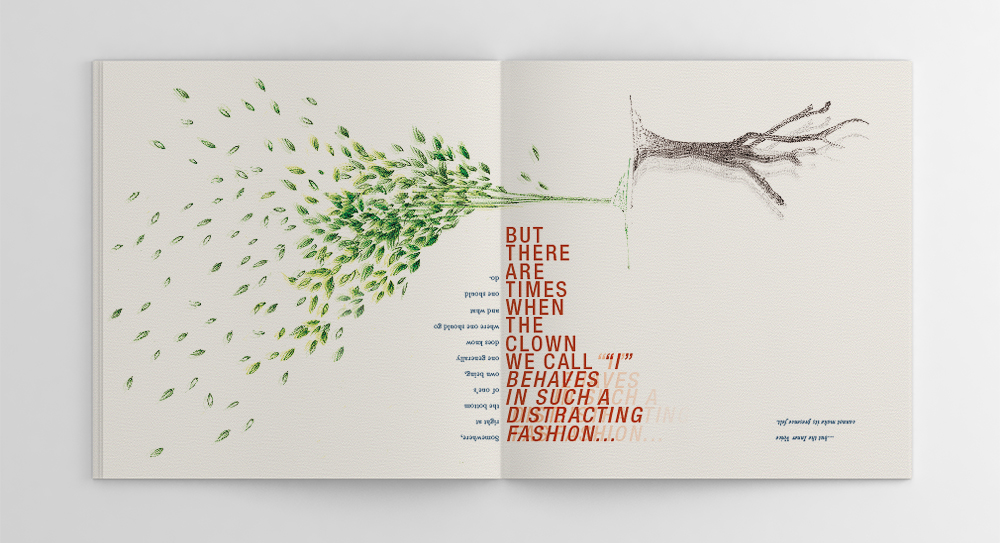 Somewhere,
right at
the bottom
of one's
own being,
one generally
does know
where one should go
and what
one should
do.
BUT
THERE
ARE
TIMES
WHEN
THE
CLOWN
WE CALL “I”
BEHAVES
IN SUCH A
DISTRACTING
FASHION...
...but the Inner Voice
cannot make its presence felt.